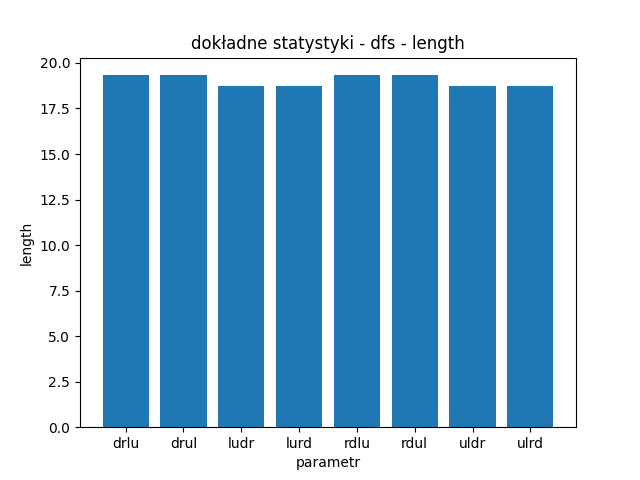 dokładne statystyki - dfs - length
20.0
17.5
15.0
12.5
10.0
7.5
5.0
2.5
0.0
length
drlu drul ludr lurd rdlu rdul uldr ulrd
parametr